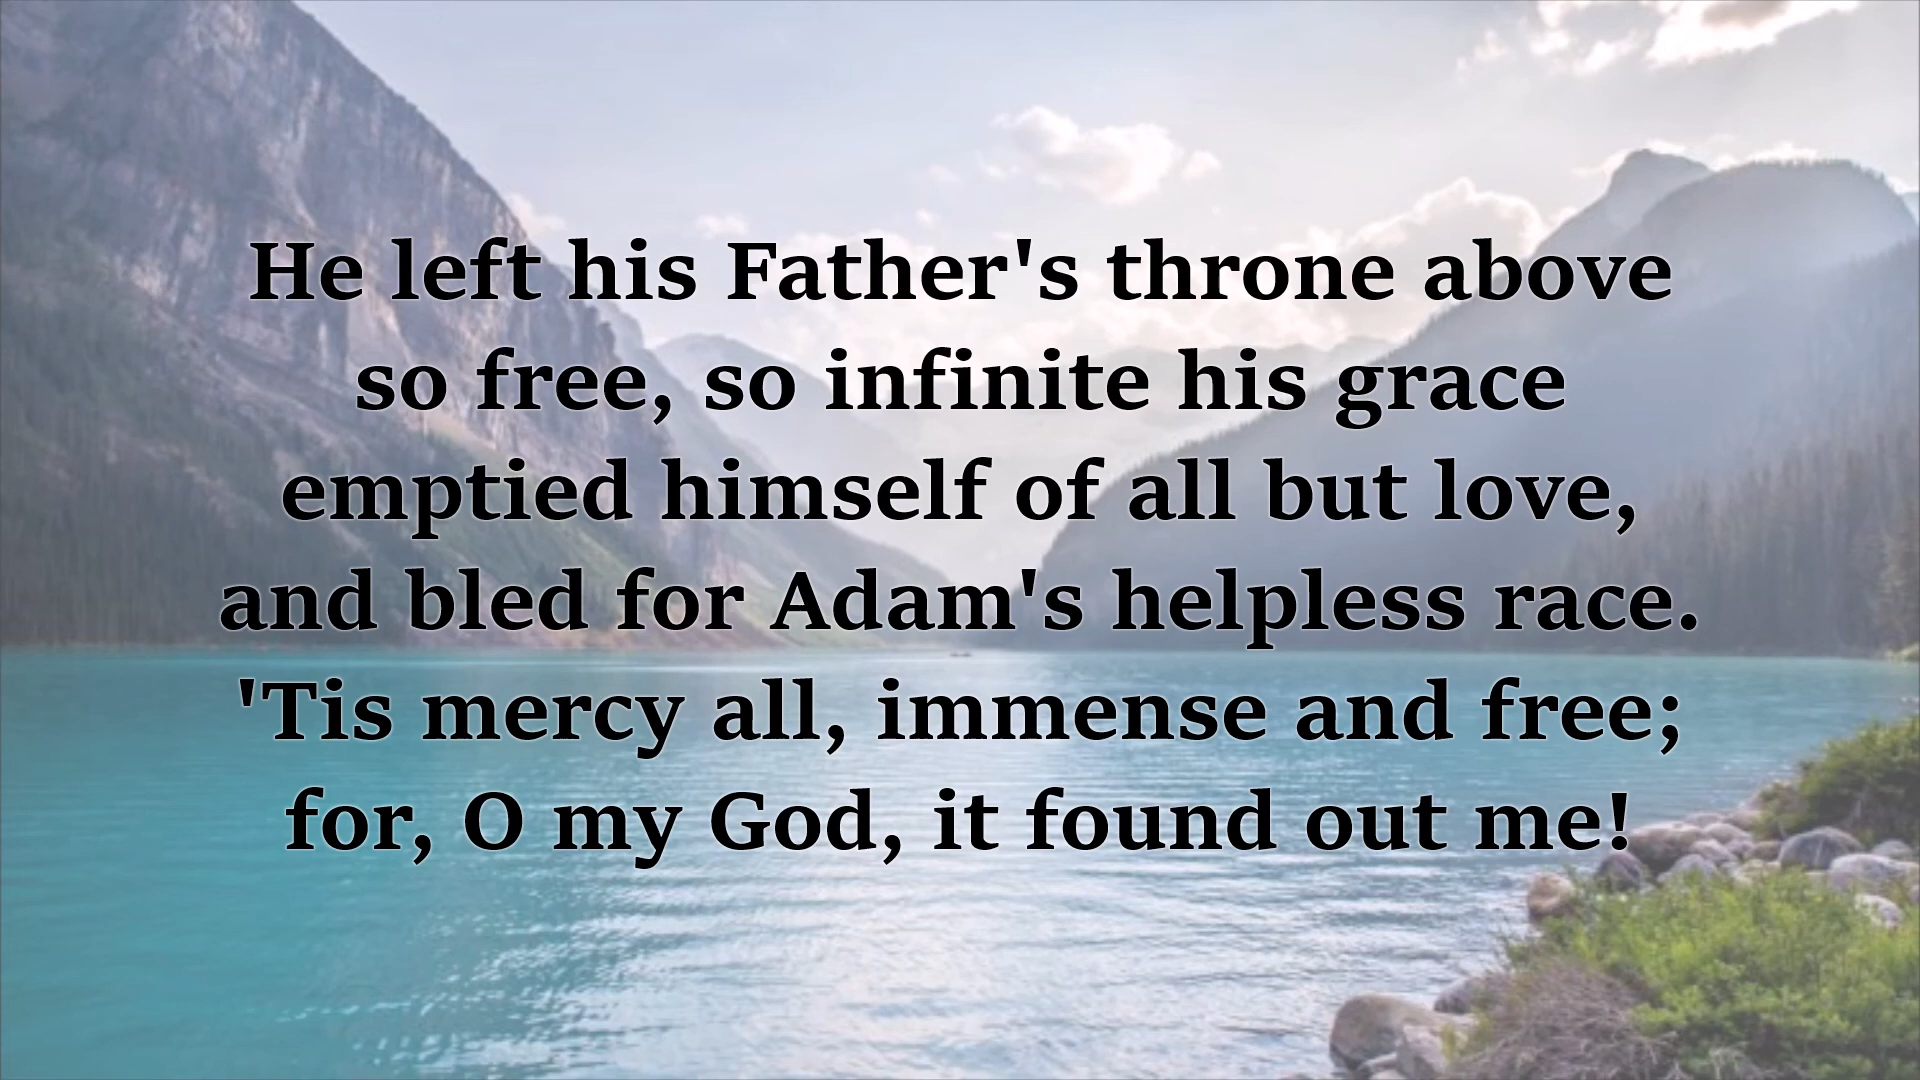 He left his Father's throne above
so free, so infinite his grace
emptied himself of all but love,
and bled for Adam's helpless race.
'Tis mercy all, immense and free;
for, O my God, it found out me!